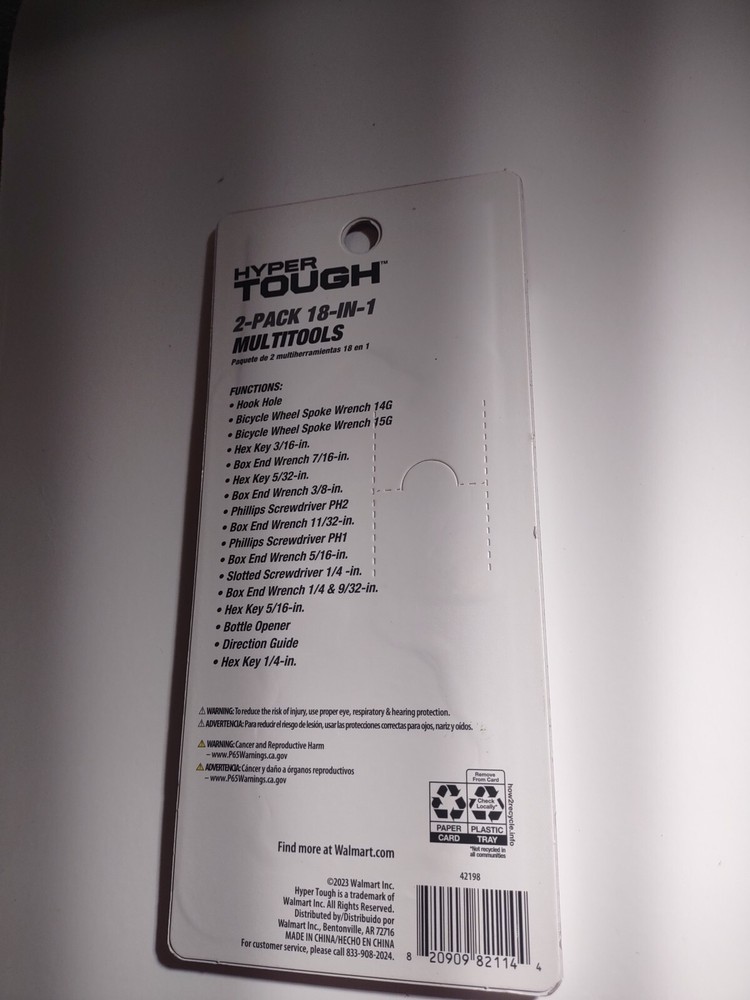 HYPER
TOUGH™
2-PACK 18-IN-1
MULTITOOLS
Paquete de 2 multiherramientas 18 en 1
FUNCTIONS:
• Hook Hole
• Bicycle Wheel Spoke Wrench 14G
• Bicycle Wheel Spoke Wrench 15G
• Hex Key 3/16-in.
• Box End Wrench 7/16-in.
• Hex Key 5/32-in.
• Box End Wrench 3/8-in.
• Phillips Screwdriver PH2
• Box End Wrench 11/32-in.
• Phillips Screwdriver PH1
• Box End Wrench 5/16-in.
• Slotted Screwdriver 1/4 -in.
• Box End Wrench 1/4 & 9/32-in.
• Hex Key 5/16-in.
• Bottle Opener
• Direction Guide
• Hex Key 1/4-in.
⚠ WARNING: To reduce the risk of injury, use proper eye, respiratory & hearing protection.
⚠ ADVERTENCIA: Para reducir el riesgo de lesión, usar las protecciones correctas para ojos, nariz y oídos.
⚠ WARNING: Cancer and Reproductive Harm
– www.P65Warnings.ca.gov
⚠ ADVERTENCIA: Cáncer y daño a órganos reproductivos
– www.P65Warnings.ca.gov
Remove
From Card
Check
Locally*
PAPER
CARD
PLASTIC
TRAY
*Not recycled in
all communities
how2recycle.info
Find more at Walmart.com
©2023 Walmart Inc.
Hyper Tough is a trademark of
Walmart Inc. All Rights Reserved.
Distributed by/Distribuido por
Walmart Inc., Bentonville, AR 72716
MADE IN CHINA/HECHO EN CHINA
For customer service, please call 833-908-2024.
42198
8 20909 82114 4